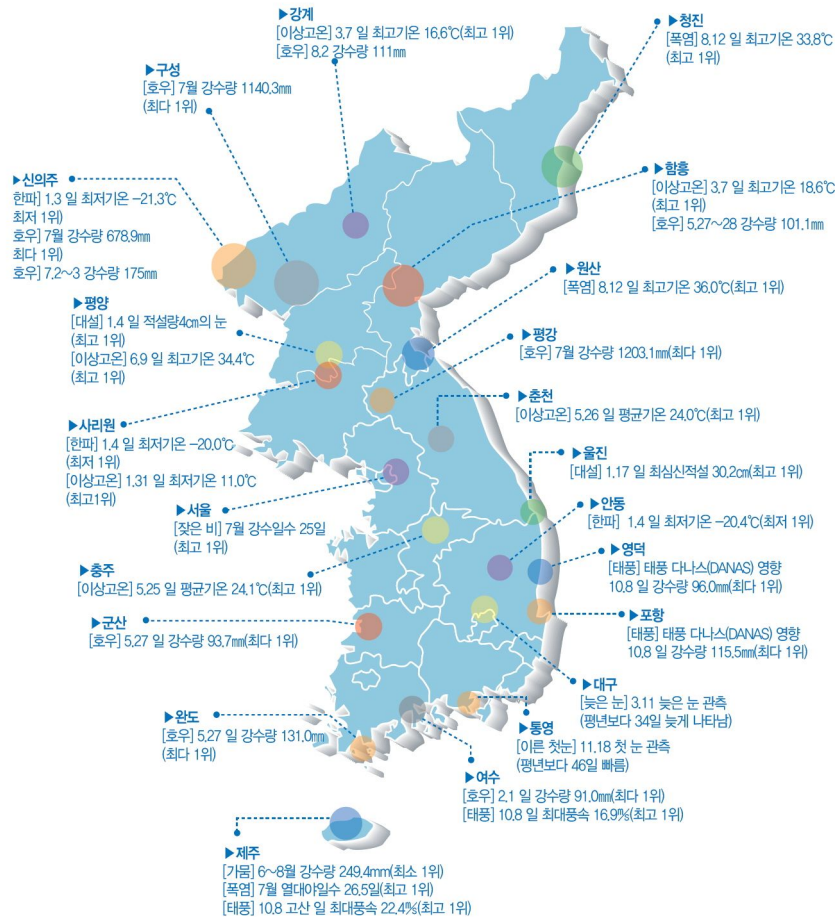 ▶강계
[이상고온] 3.7 일 최고기온 16.6℃(최고 1위)
[호우] 8.2 강수량 111㎜
▶청진
[폭염] 8.12 일 최고기온 33.8℃
(최고 1위)
▶구성
[호우] 7월 강수량 1140.3㎜
(최다 1위)
▶신의주
한파] 1.3 일 최저기온 -21.3℃
최저 1위)
호우] 7월 강수량 678.9㎜
최다 1위)
호우] 7.2~3 강수량 175㎜
▶함흥
[이상고온] 3.7 일 최고기온 18.6℃
(최고 1위)
[호우] 5.27~28 강수량 101.1㎜
▶원산
[폭염] 8.12 일 최고기온 36.0℃(최고 1위)
▶평양
[대설] 1.4 일 적설량4㎝의 눈
(최고 1위)
[이상고온] 6.9 일 최고기온 34.4℃
(최고 1위)
▶평강
[호우] 7월 강수량 1203.1㎜(최다 1위)
▶춘천
[이상고온] 5.26 일 평균기온 24.0℃(최고 1위)
▶사리원
[한파] 1.4 일 최저기온 -20.0℃
(최저 1위)
[이상고온] 1.31 일 최저기온 11.0℃
(최고1위)
▶울진
[대설] 1.17 일 최심신적설 30.2㎝(최고 1위)
▶서울
[잦은 비] 7월 강수일수 25일
(최고 1위)
▶안동
[한파] 1.4 일 최저기온 -20.4℃(최저 1위)
▶영덕
[태풍] 태풍 다나스(DANAS) 영향
10.8 일 강수량 96.0㎜(최다 1위)
▶충주
[이상고온] 5.25 일 평균기온 24.1℃(최고 1위)
▶포항
[태풍] 태풍 다나스(DANAS) 영향
10.8 일 강수량 115.5㎜(최다 1위)
▶군산
[호우] 5.27 일 강수량 93.7㎜(최다 1위)
▶대구
[늦은 눈] 3.11 늦은 눈 관측
(평년보다 34일 늦게 나타남)
▶완도
[호우] 5.27 일 강수량 131.0㎜
(최다 1위)
▶통영
[이른 첫눈] 11.18 첫 눈 관측
(평년보다 46일 빠름)
▶여수
[호우] 2.1 일 강수량 91.0㎜(최다 1위)
[태풍] 10.8 일 최대풍속 16.9㎧(최고 1위)
▶제주
[가뭄] 6~8월 강수량 249.4㎜(최소 1위)
[폭염] 7월 열대야일수 26.5일(최고 1위)
[태풍] 10.8 고산 일 최대풍속 22.4㎧(최고 1위)